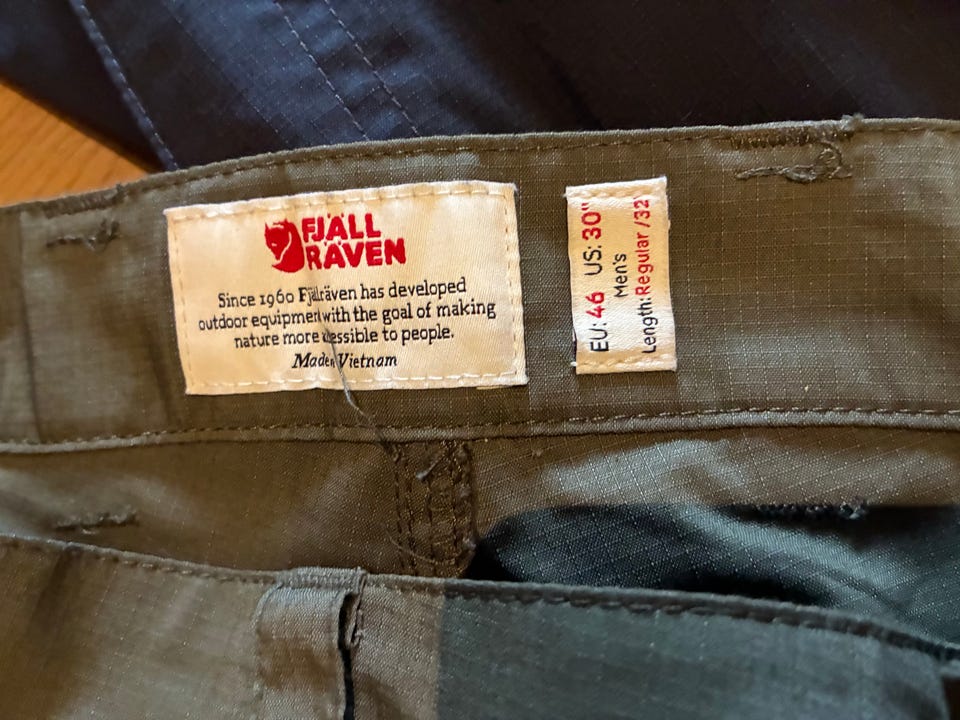 FJÄLL
RÄVEN
Since 1960 Fjällräven has developed
outdoor equipment with the goal of making
nature more accessible to people.
Made Vietnam
EU: 46 US: 30"
Men's
Length: Regular /32